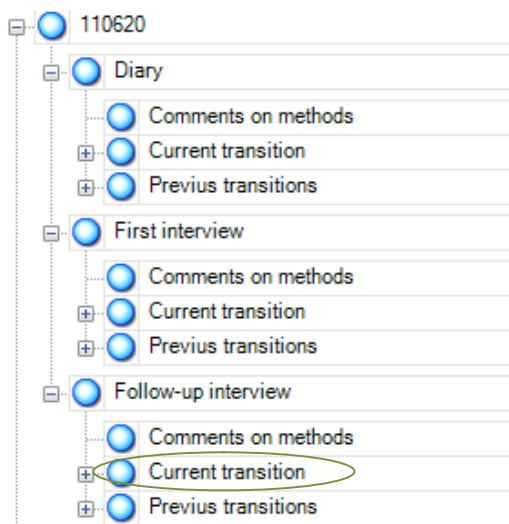 110620
Diary
Comments on methods
Current transition
Previus transitions
First interview
Comments on methods
Current transition
Previus transitions
Follow-up interview
Comments on methods
Current transition
Previus transitions